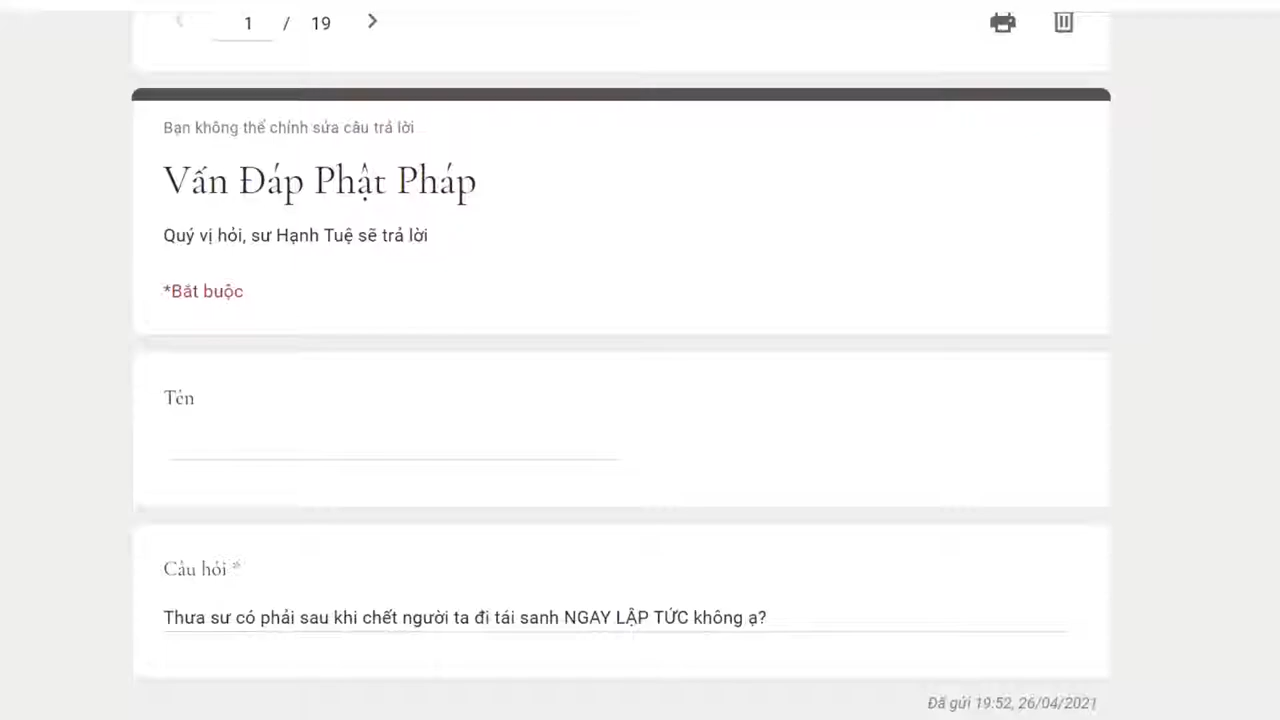 1 / 19
Bạn không thể chỉnh sửa câu trả lời
Vấn Đáp Phật Pháp
Quý vị hỏi, sư Hạnh Tuệ sẽ trả lời
*Bắt buộc
Tên
Câu hỏi *
Thưa sư có phải sau khi chết người ta đi tái sanh NGAY LẬP TỨC không ạ?
Đã gửi 19:52, 26/04/2021